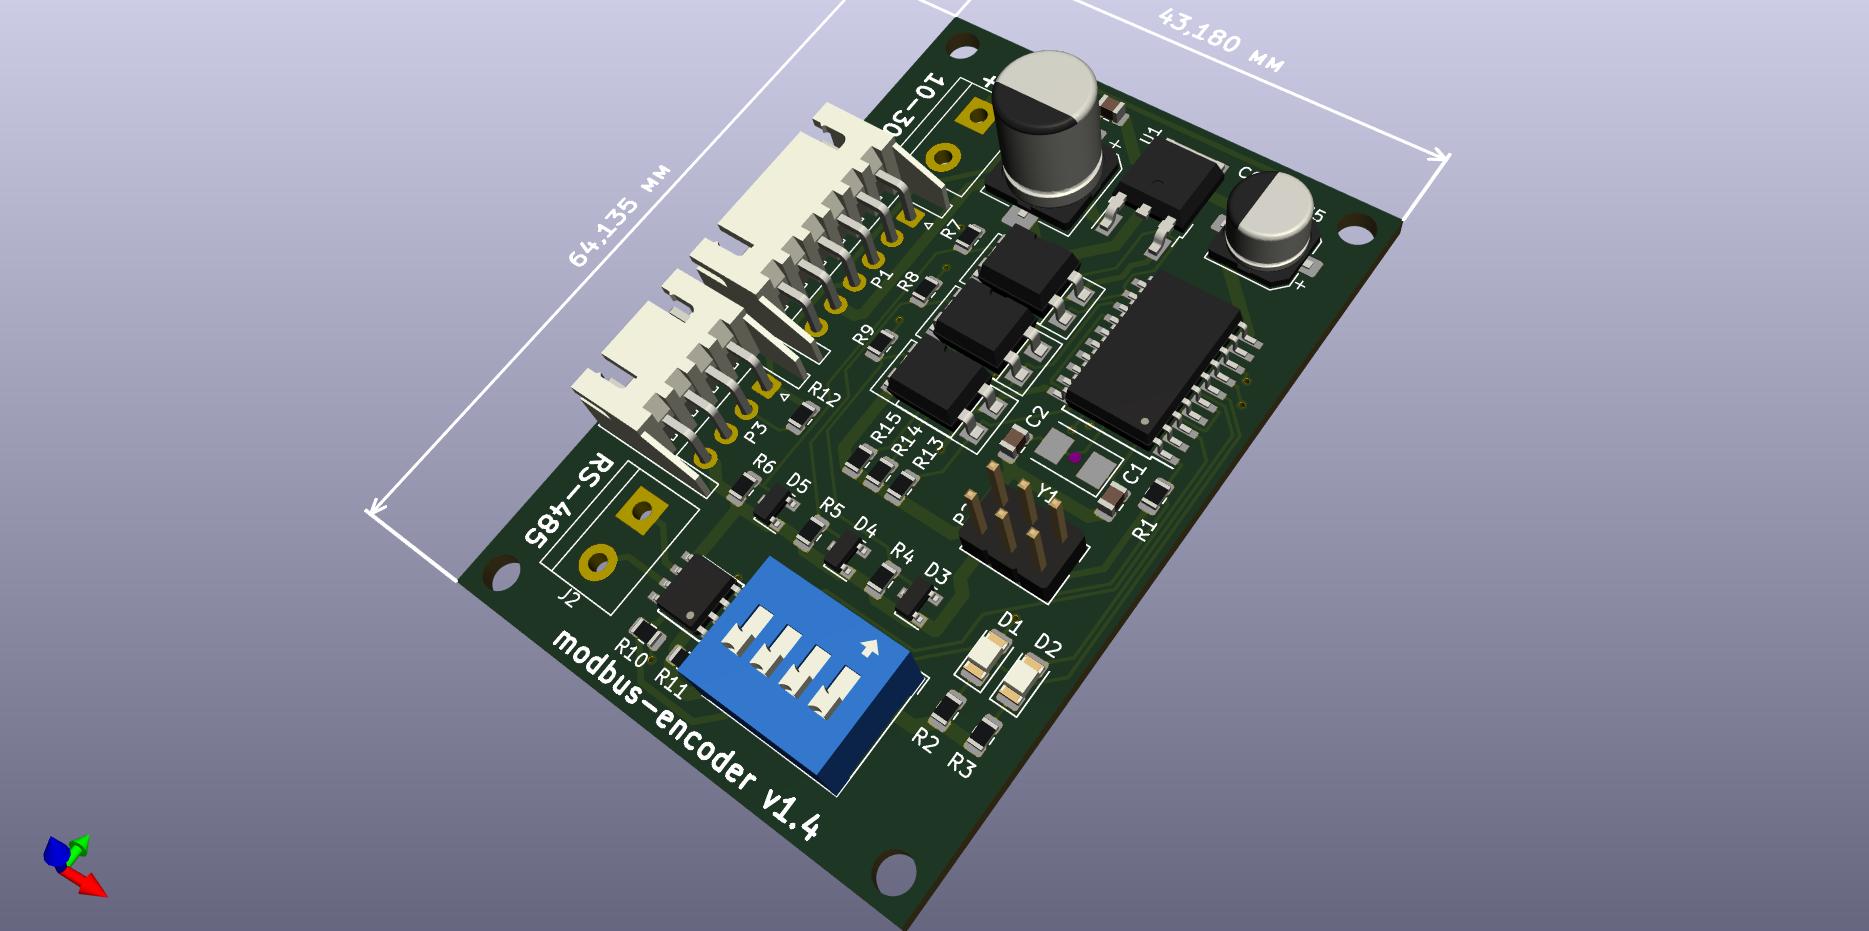 43,180 мм
64,135 мм
10-30
+
+
U1
+
R7
P1
R8
R9
R12
P3
C2
R15
R14
R13
C1
Y1
R1
R6
D5
R5
D4
R4
D3
RS-485
J2
D1
D2
R10
R11
R2
R3
modbus-encoder v1.4